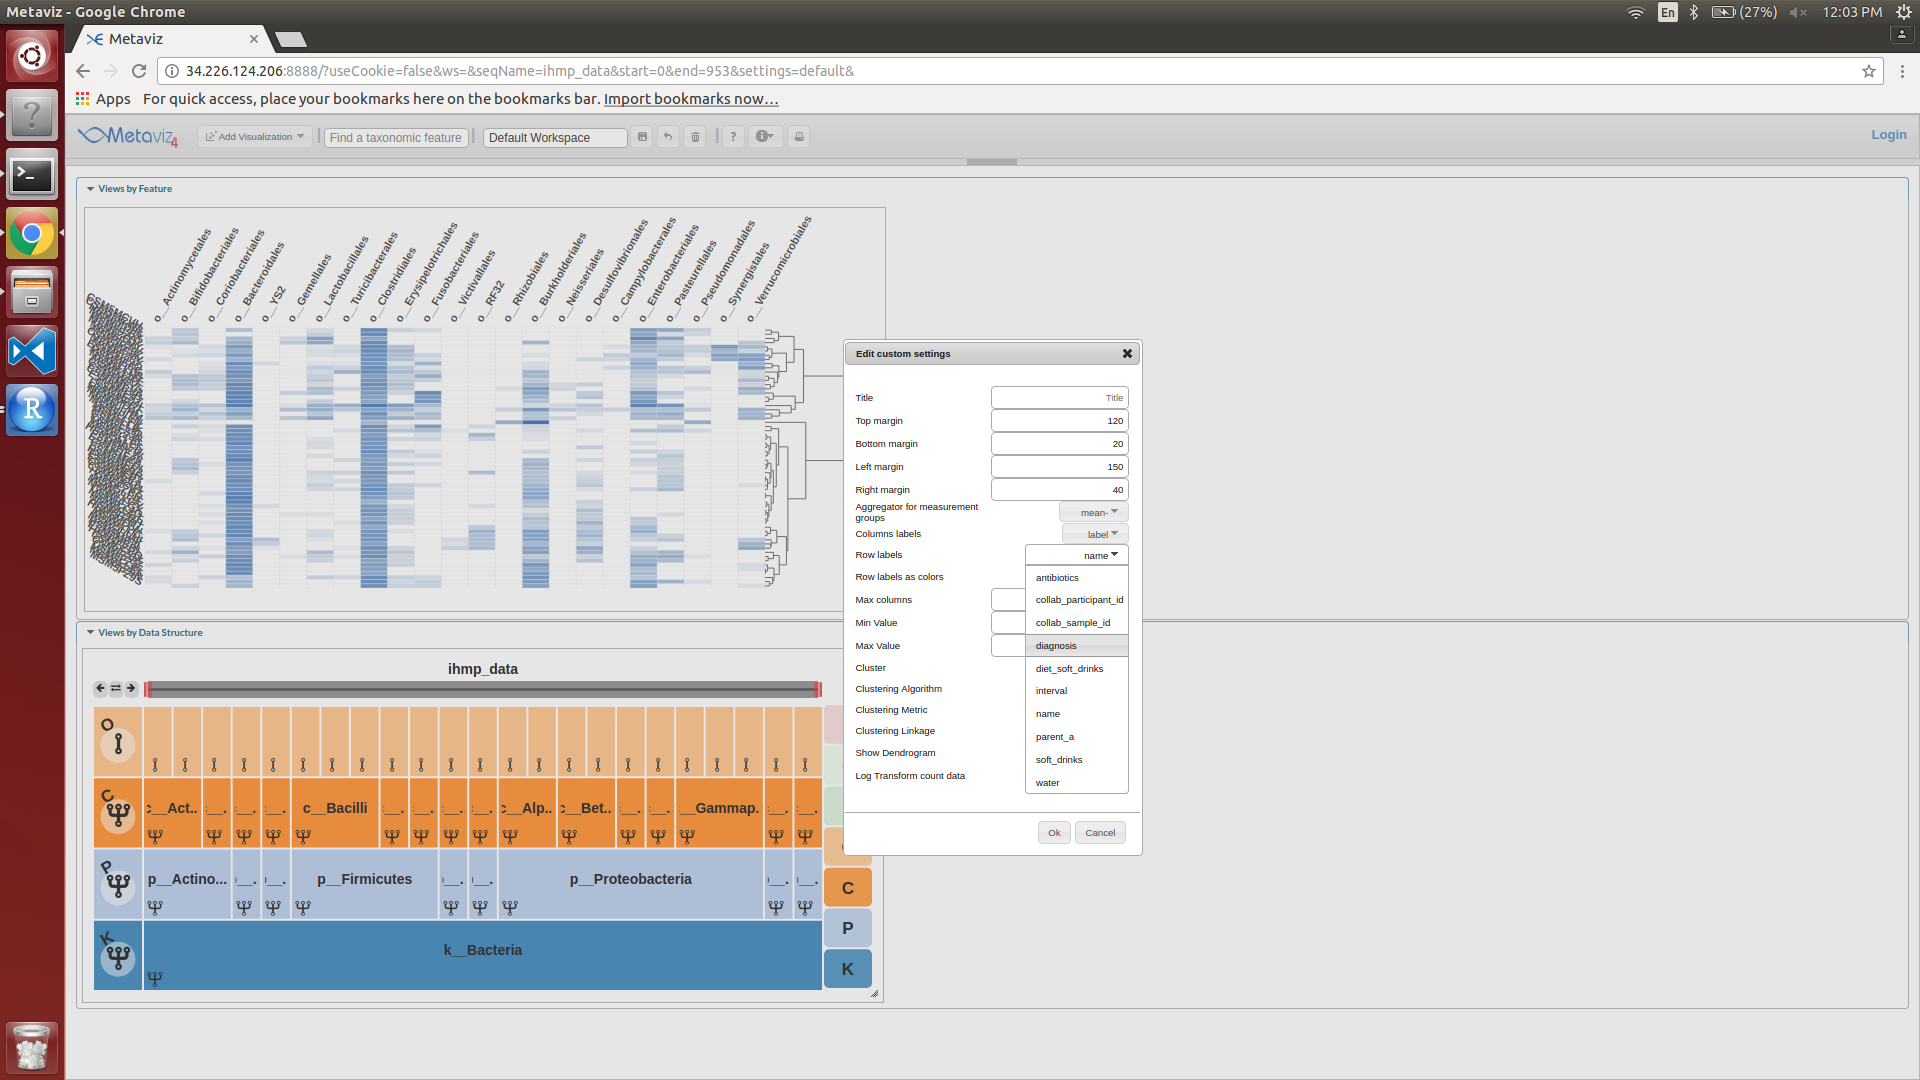 Metaviz - Google Chrome
En
(27%)
12:03 PM
Metaviz
34.226.124.206:8888/?useCookie=false&ws=&seqName=ihmp_data&start=0&end=953&settings=default&
Apps
For quick access, place your bookmarks here on the bookmarks bar. Import bookmarks now…
Metaviz4
Add Visualization
Find a taxonomic feature
Default Workspace
?
Login
Views by Feature
o__Actinomycetales
o__Bifidobacteriales
o__Coriobacteriales
o__Bacteroidales
o__YS2
o__Gemellales
o__Lactobacillales
o__Turicibacterales
o__Clostridiales
o__Erysipelotrichales
o__Fusobacteriales
o__Victivallales
o__RF32
o__Rhizobiales
o__Burkholderiales
o__Neisseriales
o__Desulfovibrionales
o__Campylobacterales
o__Enterobacteriales
o__Pasteurellales
o__Pseudomonadales
o__Synergistales
o__Verrucomicrobiales
Edit custom settings
Title
Title
Top margin
120
Bottom margin
20
Left margin
150
Right margin
40
Aggregator for measurement
groups
mean-
Columns labels
label
Row labels
name
Row labels as colors
Max columns
Min Value
Max Value
Cluster
Clustering Algorithm
Clustering Metric
Clustering Linkage
Show Dendrogram
Log Transform count data
antibiotics
collab_participant_id
collab_sample_id
diagnosis
diet_soft_drinks
interval
name
parent_a
soft_drinks
water
Ok
Cancel
Views by Data Structure
ihmp_data
O
C
c__Act..
c__Bacilli
c__Alp..
c__Bet..
c__Gammap.
P
p__Actino...
p__Firmicutes
p__Proteobacteria
K
k__Bacteria
C
P
K